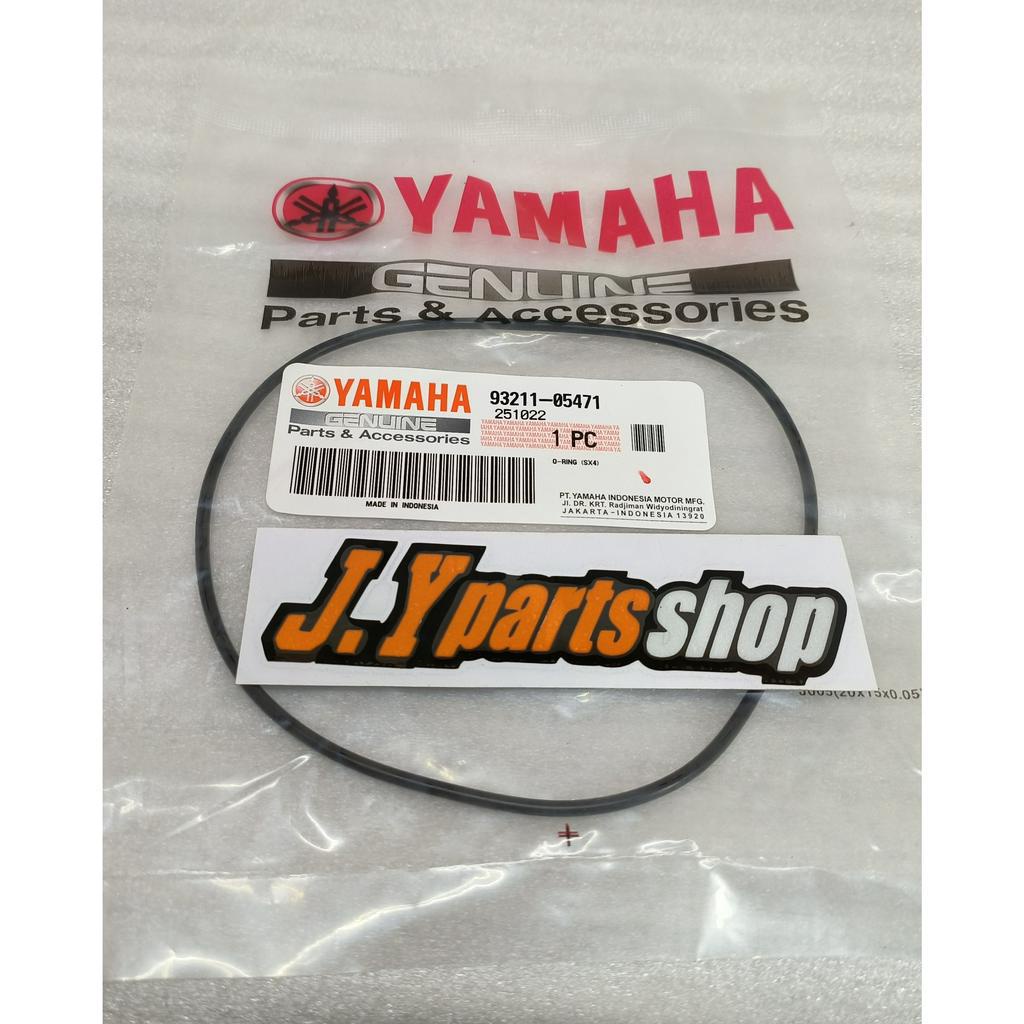 YAMAHA
GENUINE
Parts & Accessories
YAMAHA
GENUINE
Parts & Accessories
93211-05471
251022
1 PC
O-RING (SX4)
MADE IN INDONESIA
PT. YAMAHA INDONESIA MOTOR MFG.
Jl. DR. KRT. Radjiman Widyodiningrat
JAKARTA-INDONESIA 13920
J.Y parts shop